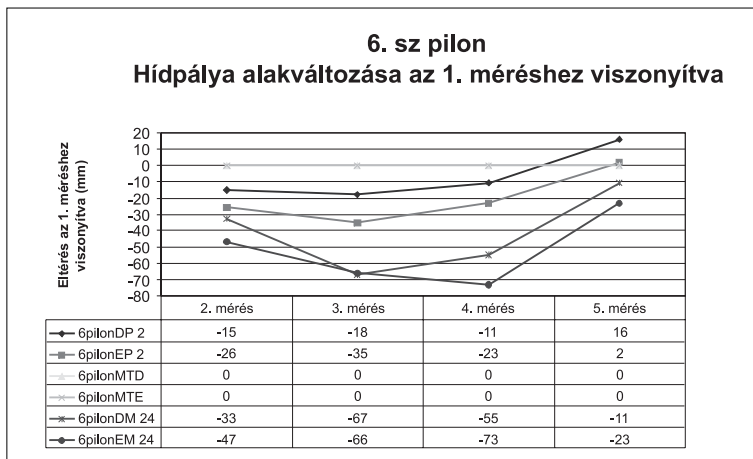 6. sz pilon
Hídpálya alakváltozása az 1. méréshez viszonyítva
Eltérés az 1. méréshez
viszonyítva (mm)
20
10
0
-10
-20
-30
-40
-50
-60
-70
-80
2. mérés 3. mérés 4. mérés 5. mérés
6pilonDP 2 -15 -18 -11 16
6pilonEP 2 -26 -35 -23 2
6pilonMTD 0 0 0 0
6pilonMTE 0 0 0 0
6pilonDM 24 -33 -67 -55 -11
6pilonEM 24 -47 -66 -73 -23